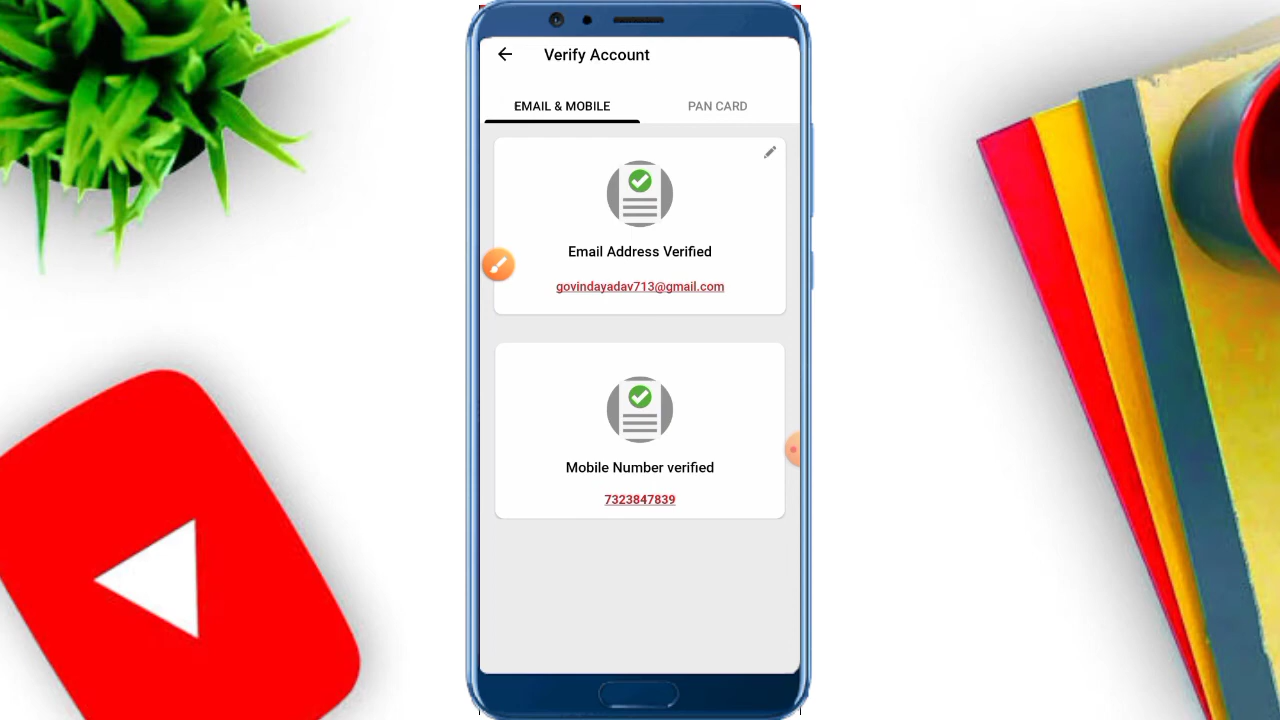 Verify Account
EMAIL & MOBILE
PAN CARD
Email Address Verified
govindayadav713@gmail.com
Mobile Number verified
7323847839